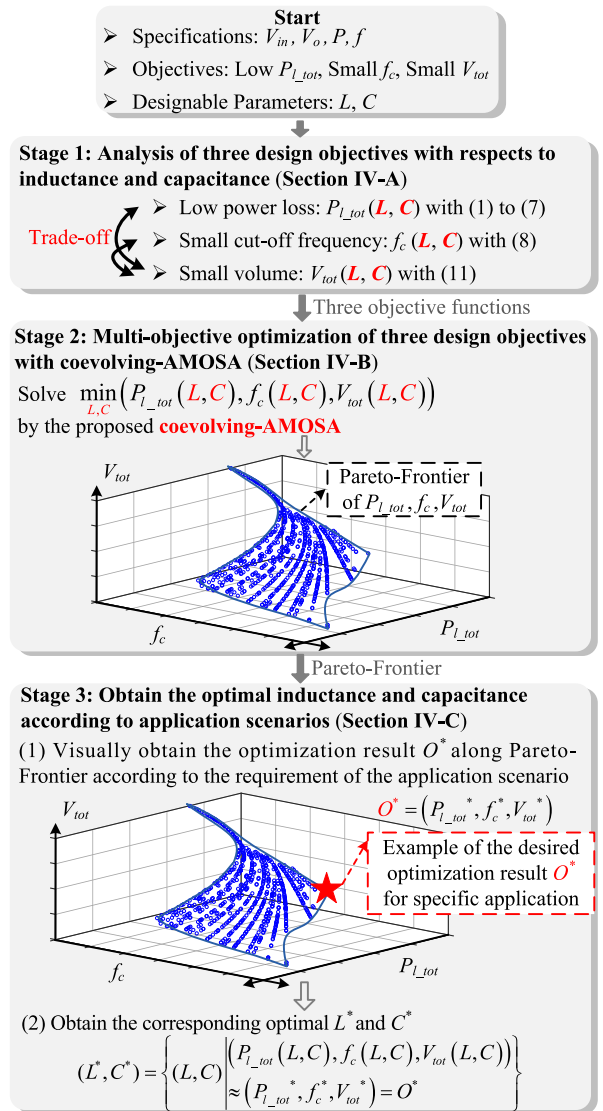 Start
➢ Specifications: V_in, V_o, P, f
➢ Objectives: Low P_l_tot, Small f_c, Small V_tot
➢ Designable Parameters: L, C
Stage 1: Analysis of three design objectives with respects to
inductance and capacitance (Section IV-A)
Trade-off
➢ Low power loss: P_l_tot (L, C) with (1) to (7)
➢ Small cut-off frequency: f_c (L, C) with (8)
➢ Small volume: V_tot (L, C) with (11)
Three objective functions
Stage 2: Multi-objective optimization of three design objectives
with coevolving-AMOSA (Section IV-B)
Solve min_L,C (P_l_tot (L,C), f_c (L,C), V_tot (L,C))
by the proposed coevolving-AMOSA
V_tot
Pareto-Frontier
of P_l_tot, f_c, V_tot
f_c
P_l_tot
Pareto-Frontier
Stage 3: Obtain the optimal inductance and capacitance
according to application scenarios (Section IV-C)
(1) Visually obtain the optimization result O* along Pareto-
Frontier according to the requirement of the application scenario
V_tot
O* = (P_l_tot*, f_c*, V_tot*)
Example of the desired
optimization result O*
for specific application
f_c
P_l_tot
(2) Obtain the corresponding optimal L* and C*
(L*, C*) = {(L, C) | (P_l_tot (L, C), f_c (L, C), V_tot (L, C))
≈ (P_l_tot*, f_c*, V_tot*) = O*}